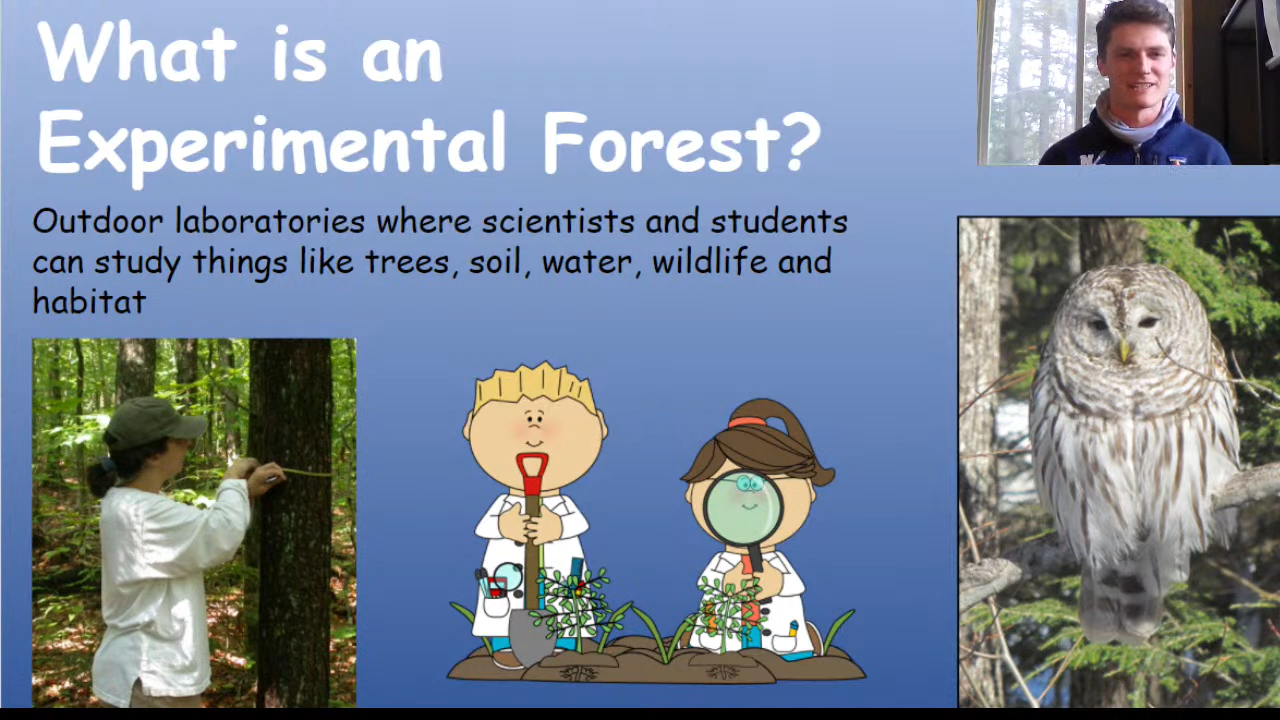 What is an
Experimental Forest?
Outdoor laboratories where scientists and students
can study things like trees, soil, water, wildlife and
habitat